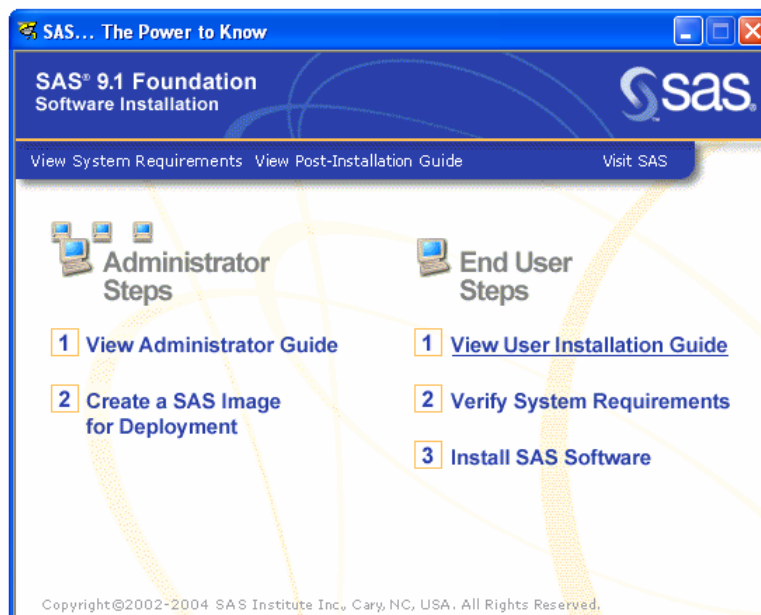 SAS... The Power to Know
SAS® 9.1 Foundation
Software Installation
sas.
View System Requirements View Post-Installation Guide Visit SAS
Administrator
Steps
1 View Administrator Guide
2 Create a SAS Image
for Deployment
End User
Steps
1 View User Installation Guide
2 Verify System Requirements
3 Install SAS Software
Copyright©2002-2004 SAS Institute Inc., Cary, NC, USA. All Rights Reserved.